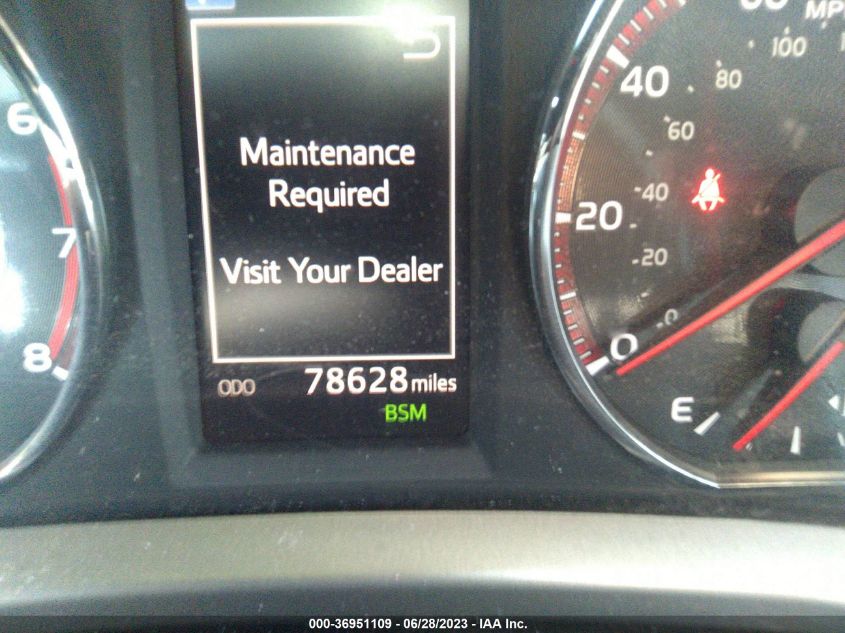 MP
100
40
80
6
60
Maintenance
Required
40
20
7
Visit Your Dealer
20
0
0
8
ODO 78628 miles
E
BSM
000-36951109 - 06/28/2023 - IAA Inc.